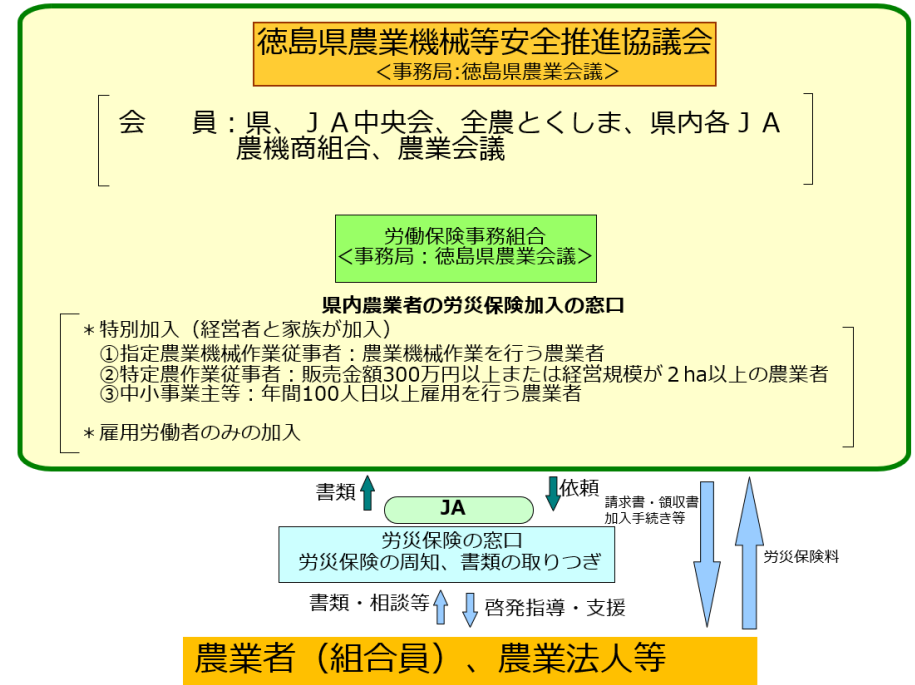 徳島県農業機械等安全推進協議会
＜事務局:徳島県農業会議＞
会　員：県、ＪＡ中央会、全農とくしま、県内各ＪＡ
農機商組合、農業会議
労働保険事務組合
＜事務局：徳島県農業会議＞
県内農業者の労災保険加入の窓口
＊特別加入（経営者と家族が加入）
①指定農業機械作業従事者：農業機械作業を行う農業者
②特定農作業従事者：販売金額300万円以上または経営規模が２ha以上の農業者
③中小事業主等：年間100人日以上雇用を行う農業者
＊雇用労働者のみの加入
書類
依頼
請求書・領収書
加入手続き等
労災保険料
JA
労災保険の窓口
労災保険の周知、書類の取りつぎ
書類・相談等
啓発指導・支援
農業者（組合員）、農業法人等